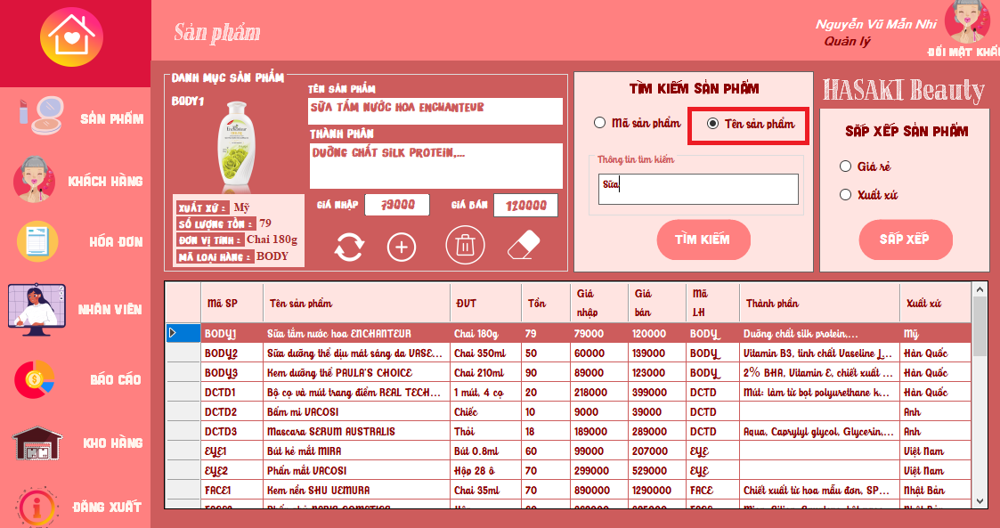 Sản phẩm
Nguyễn Vũ Mẫn Nhi
Quản lý
ĐỔI MẬT KHẨ
SẢN PHẨM
KHÁCH HÀNG
HÓA ĐƠN
NHÂN VIÊN
BÁO CÁO
KHO HÀNG
ĐĂNG XUẤT
DANH MỤC SẢN PHẨM
BODY1
TÊN SẢN PHẨM
SỮA TẮM NƯỚC HOA ENCHANTEUR
THÀNH PHẦN
DƯỠNG CHẤT SILK PROTEIN,...
GIÁ NHẬP 79000 GIÁ BÁN 120000
XUẤT XỨ : Mỹ
SỐ LƯỢNG TỒN : 79
ĐƠN VỊ TÍNH : Chai 180g
MÃ LOẠI HÀNG : BODY
TÌM KIẾM SẢN PHẨM
Mã sản phẩm Tên sản phẩm
Thông tin tìm kiếm
Sữa
TÌM KIẾM
HASAKI Beauty
SẮP XẾP SẢN PHẨM
Giá rẻ
Xuất xứ
SẮP XẾP
Mã SP Tên sản phẩm ĐVT Tồn Giá nhập Giá bán Mã LH Thành phần Xuất xứ
BODY1 Sữa tắm nước hoa ENCHANTEUR Chai 180g 79 79000 120000 BODY Dưỡng chất silk protein,... Mỹ
BODY2 Sữa dưỡng thể dịu mát sáng da VASE... Chai 350ml 50 60000 139000 BODY Vitamin B3, tinh chất Vaseline J... Hàn Quốc
BODY3 Kem dưỡng thể PAULA'S CHOICE Chai 210ml 90 89000 123000 BODY 2% BHA, Vitamin E, chiết xuất ... Hàn Quốc
DCTD1 Bộ cọ và mút trang điểm REAL TECH... 1 mút, 4 cọ 20 218000 399000 DCTD Mút: làm từ bọt polyurethane k... Hàn Quốc
DCTD2 Bấm mi VACOSI Chiếc 10 9000 39000 DCTD Anh
DCTD3 Mascara SERUM AUSTRALIS Thỏi 18 189000 289000 DCTD Aqua, Caprylyl glycol, Glycerin,... Anh
EYE1 Bút kẻ mắt MIRA Bút 0.8ml 60 99000 207000 EYE Việt Nam
EYE2 Phấn mắt VACOSI Hộp 28 ô 70 299000 529000 EYE Việt Nam
FACE1 Kem nền SHU UEMURA Chai 35ml 70 890000 1290000 FACE Chiết xuất từ hoa mẫu đơn, SP... Nhật Bản